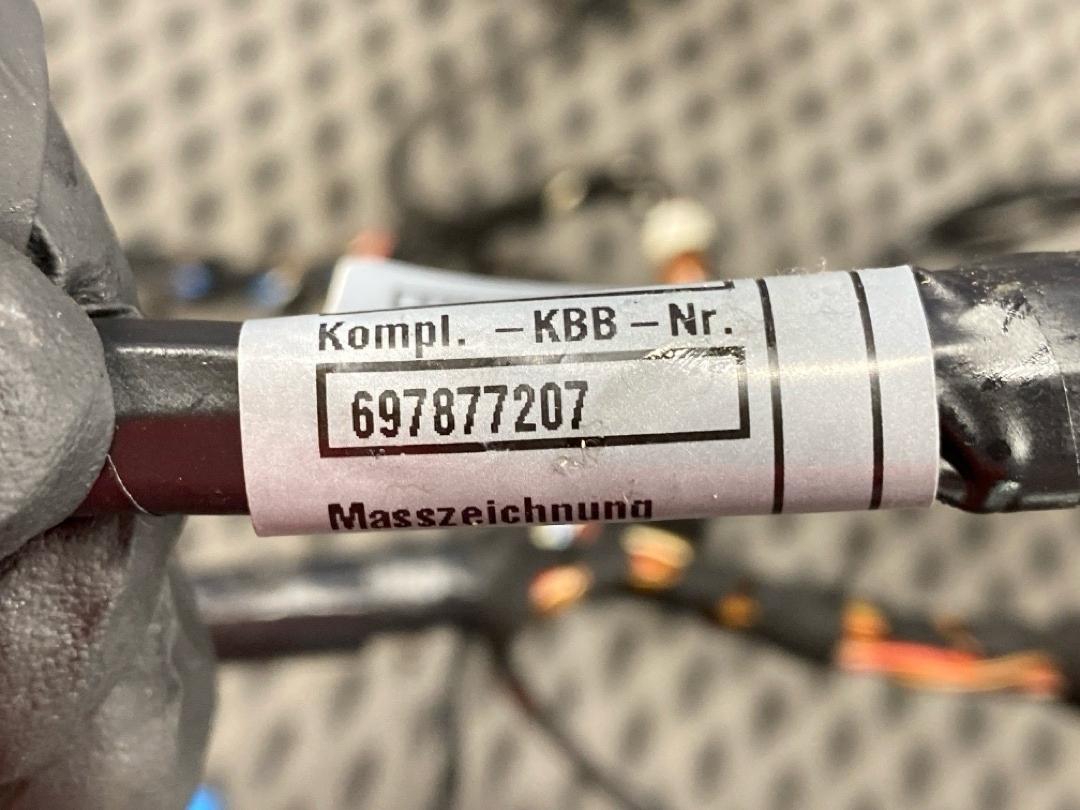 Kompl. –KBB–Nr.
697877207
Masszeichnung